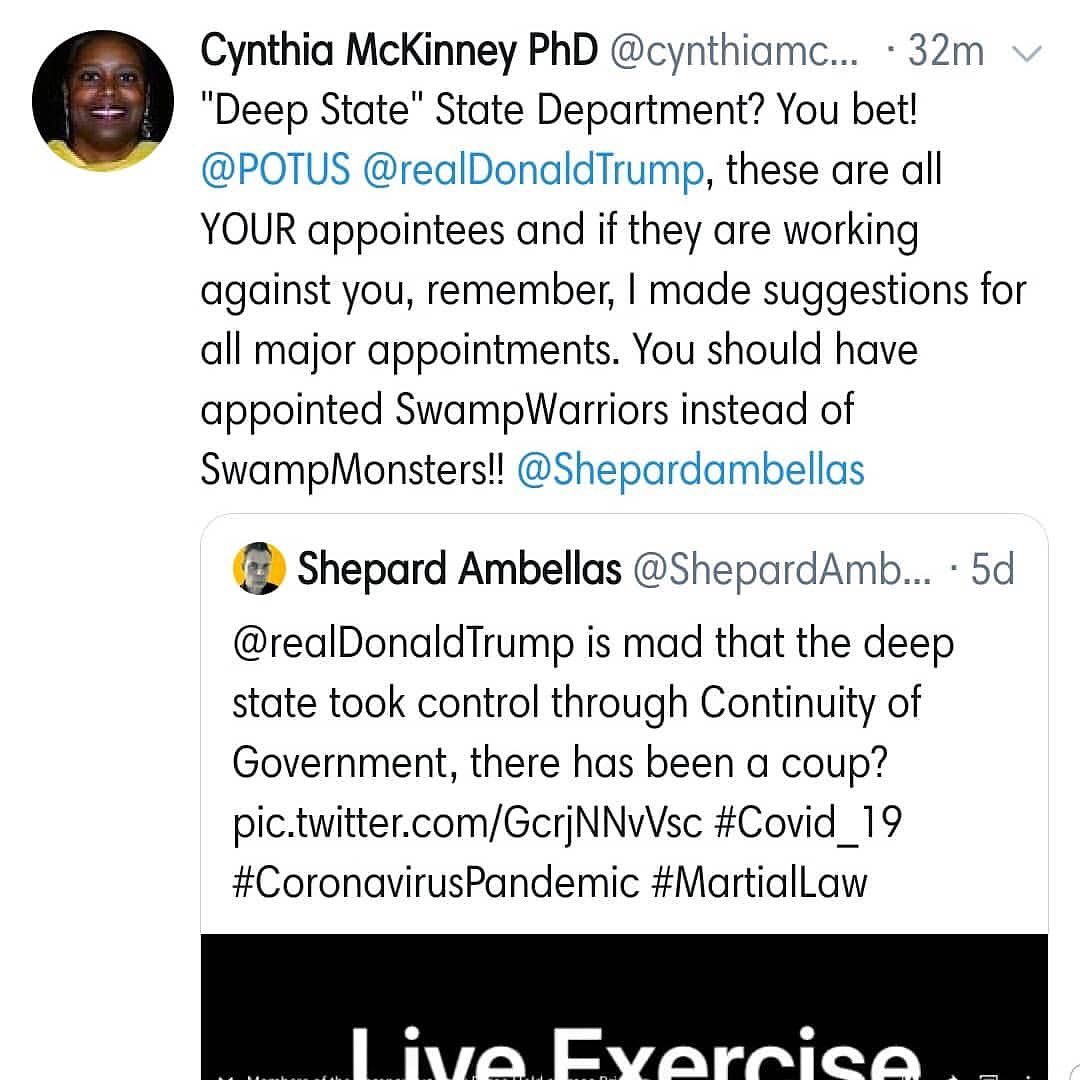 Cynthia McKinney PhD @cynthiamc... · 32m
"Deep State" State Department? You bet!
@POTUS @realDonaldTrump, these are all
YOUR appointees and if they are working
against you, remember, I made suggestions for
all major appointments. You should have
appointed SwampWarriors instead of
SwampMonsters!! @Shepardambellas
Shepard Ambellas @ShepardAmb... · 5d
@realDonaldTrump is mad that the deep
state took control through Continuity of
Government, there has been a coup?
pic.twitter.com/GcrjNNvVsc #Covid_19
#CoronavirusPandemic #MartialLaw
Live Exercise